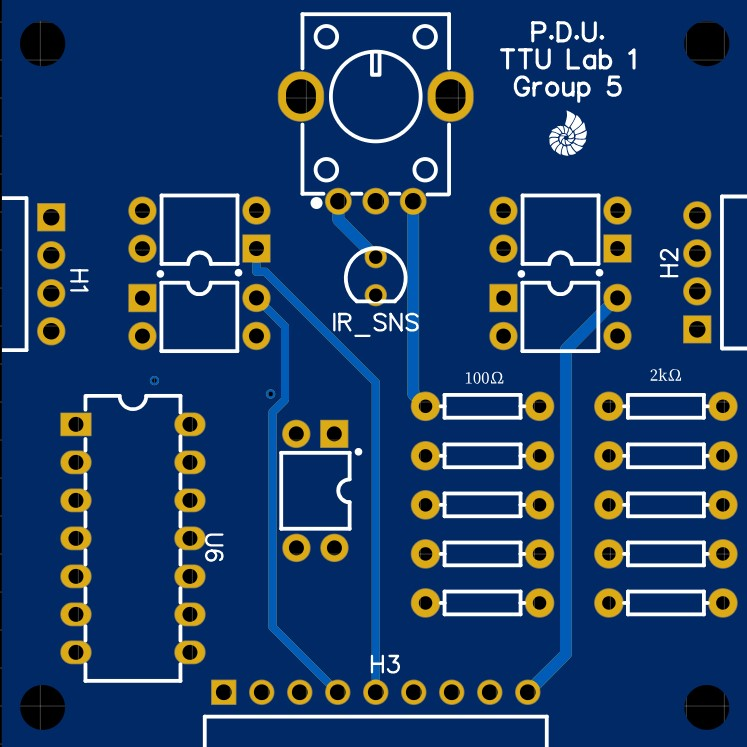 P.D.U.
TTU Lab 1
Group 5
H1
H2
IR_SNS
100Ω
2kΩ
U6
H3